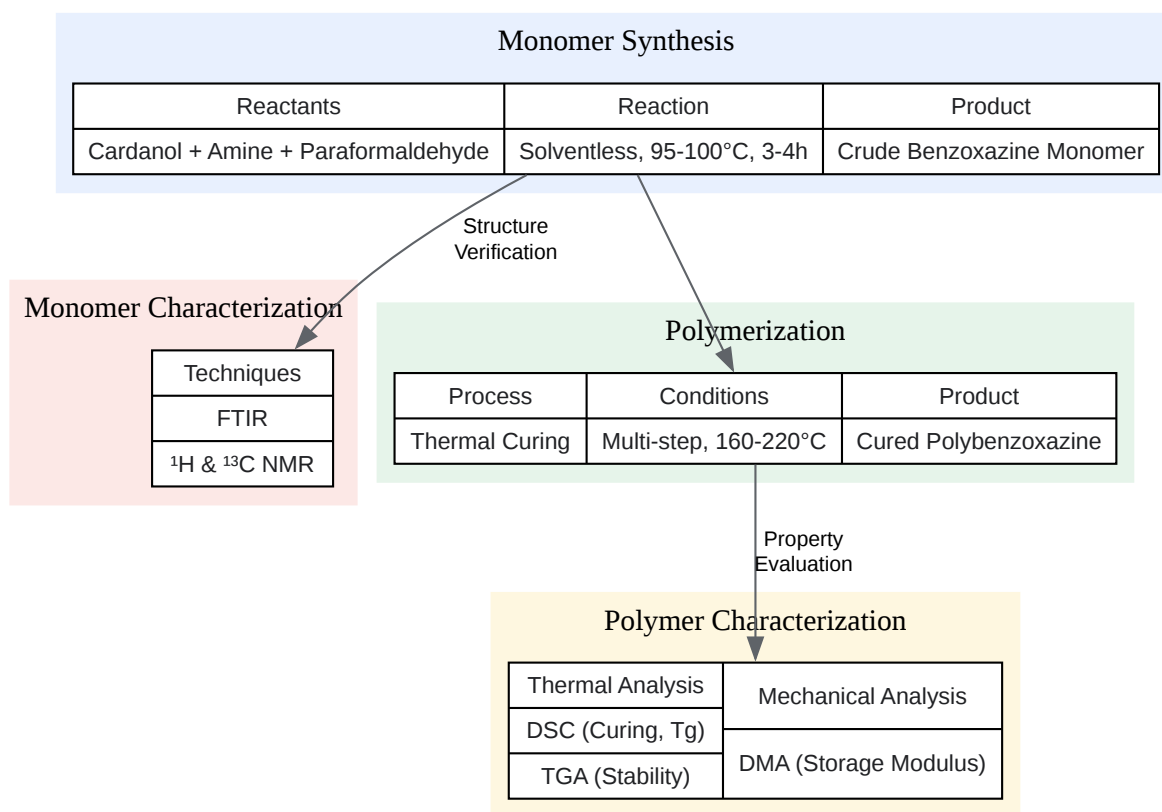 Monomer Synthesis
Reactants Reaction Product
Cardanol + Amine + Paraformaldehyde Solventless, 95-100°C, 3-4h Crude Benzoxazine Monomer
Structure
Verification
Monomer Characterization
Techniques
FTIR
¹H & ¹³C NMR
Polymerization
Process Conditions Product
Thermal Curing Multi-step, 160-220°C Cured Polybenzoxazine
Property
Evaluation
Polymer Characterization
Thermal Analysis
DSC (Curing, Tg)
TGA (Stability)
Mechanical Analysis
DMA (Storage Modulus)